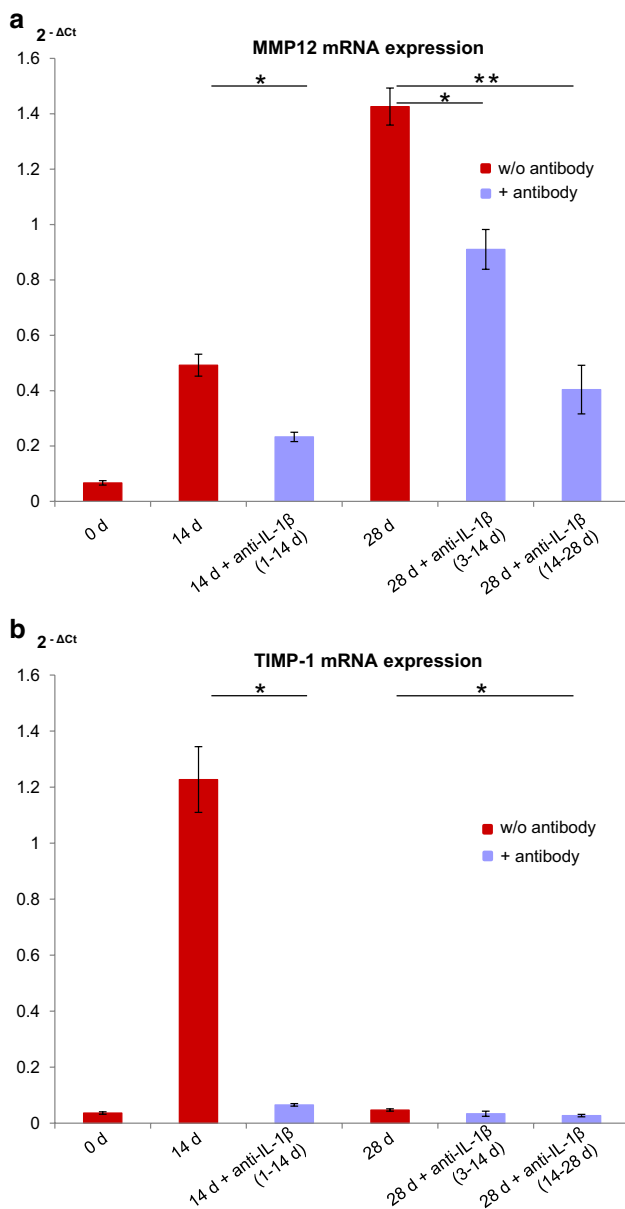 a
2 - ΔCt
MMP12 mRNA expression
1.6
* **
*
1.4
1.2
w/o antibody
+ antibody
1
0.8
0.6
0.4
0.2
0
0 d
14 d
14 d + anti-IL-1β
(1-14 d)
28 d
28 d + anti-IL-1β
(3-14 d)
28 d + anti-IL-1β
(14-28 d)
b
2 - ΔCt
TIMP-1 mRNA expression
1.6
* *
1.4
1.2
1
w/o antibody
+ antibody
0.8
0.6
0.4
0.2
0
0 d
14 d
14 d + anti-IL-1β
(1-14 d)
28 d
28 d + anti-IL-1β
(3-14 d)
28 d + anti-IL-1β
(14-28 d)